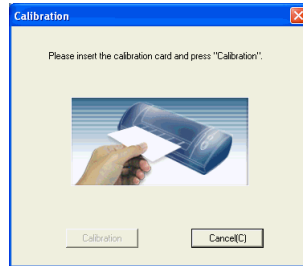 Calibration
Please insert the calibration card and press "Calibration".
Calibration
Cancel(C)